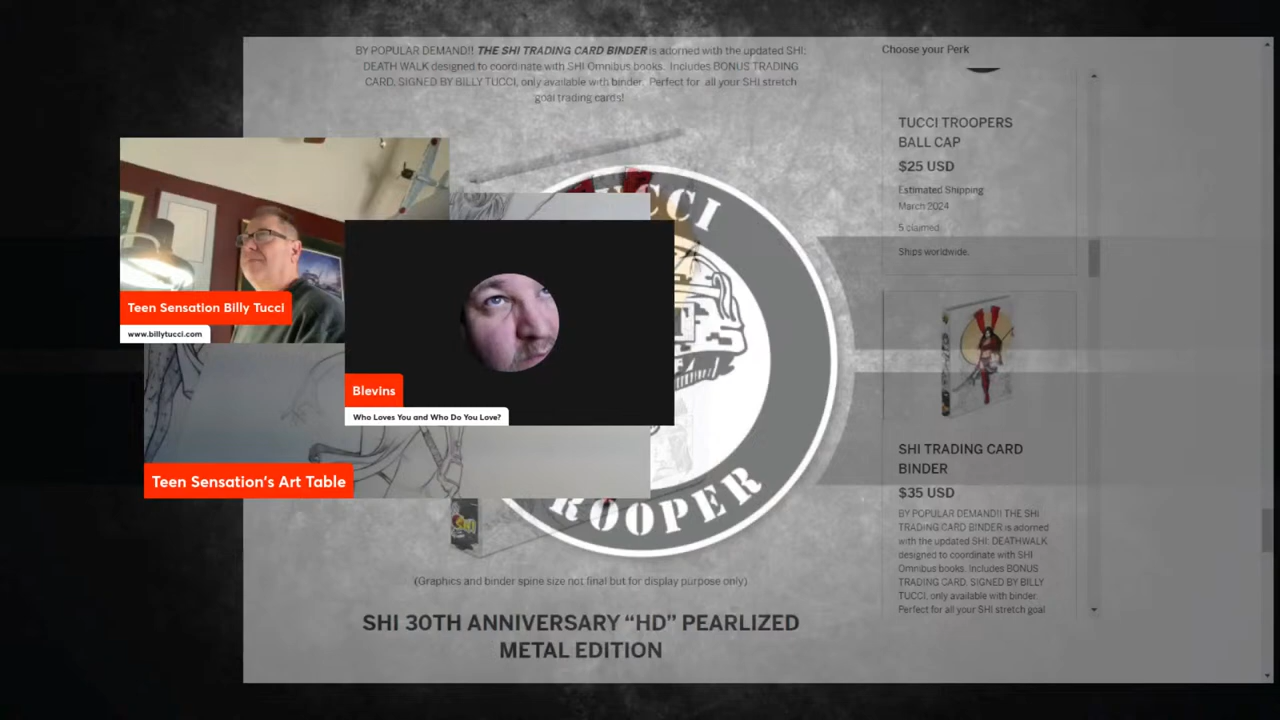 BY POPULAR DEMAND!! THE SHI TRADING CARD BINDER is adorned with the updated SHI:
DEATH WALK designed to coordinate with SHI Omnibus books. Includes BONUS TRADING
CARD, SIGNED BY BILLY TUCCI, only available with binder. Perfect for all your SHI stretch
goal trading cards!
Teen Sensation Billy Tucci
www.billytucci.com
Blevins
Who Loves You and Who Do You Love?
Teen Sensation's Art Table
TUCCI
TROOPER
(Graphics and binder spine size not final but for display purpose only)
SHI 30TH ANNIVERSARY “HD” PEARLIZED
METAL EDITION
Choose your Perk
TUCCI TROOPERS
BALL CAP
$25 USD
Estimated Shipping
March 2024
5 claimed
Ships worldwide.
SHI TRADING CARD
BINDER
$35 USD
BY POPULAR DEMAND!! THE SHI
TRADING CARD BINDER is adorned
with the updated SHI: DEATHWALK
designed to coordinate with SHI
Omnibus books. Includes BONUS
TRADING CARD, SIGNED BY BILLY
TUCCI, only available with binder.
Perfect for all your SHI stretch goal